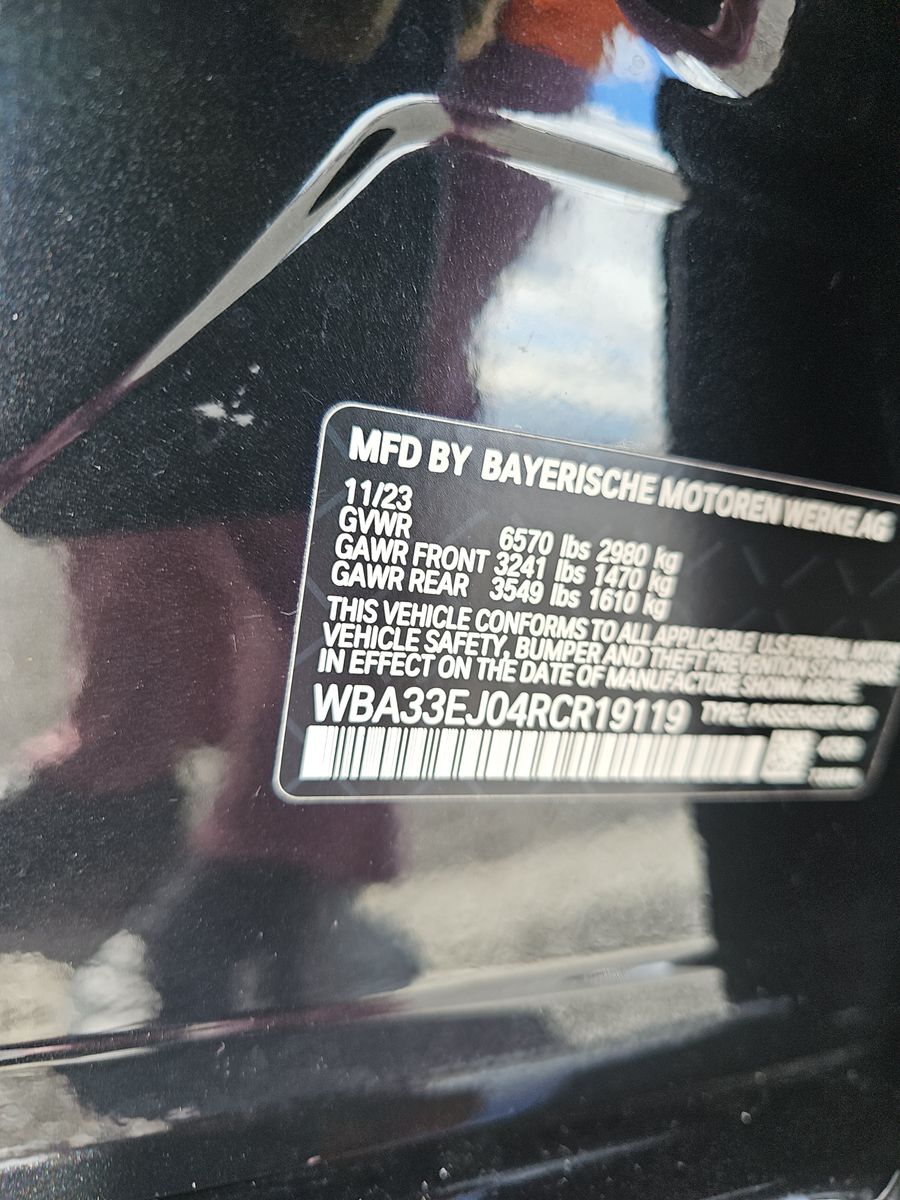 MFD BY BAYERISCHE MOTOREN WERKE AG
11/23
GVWR 6570 lbs 2980 kg
GAWR FRONT 3241 lbs 1470 kg
GAWR REAR 3549 lbs 1610 kg
THIS VEHICLE CONFORMS TO ALL APPLICABLE U.S. FEDERAL MOTOR
VEHICLE SAFETY, BUMPER AND THEFT PREVENTION STANDARDS
IN EFFECT ON THE DATE OF MANUFACTURE SHOWN ABOVE.
WBA33EJ04RCR19119 TYPE: PASSENGER CAR